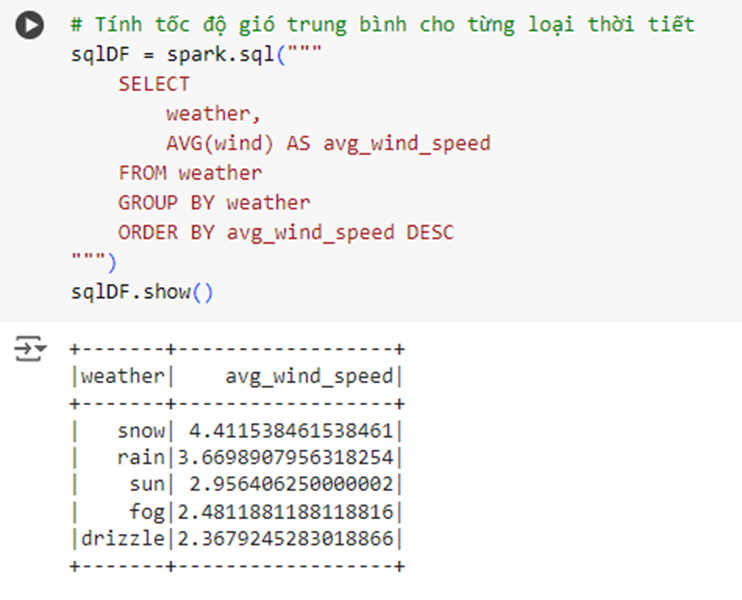 # Tính tốc độ gió trung bình cho từng loại thời tiết
sqlDF = spark.sql("""
    SELECT
        weather,
        AVG(wind) AS avg_wind_speed
    FROM weather
    GROUP BY weather
    ORDER BY avg_wind_speed DESC
""")
sqlDF.show()
+-------+------------------+
|weather|    avg_wind_speed|
+-------+------------------+
|   snow| 4.411538461538461|
|   rain|3.6698907956318254|
|    sun| 2.956406250000002|
|    fog|2.4811881188118816|
|drizzle|2.3679245283018866|
+-------+------------------+